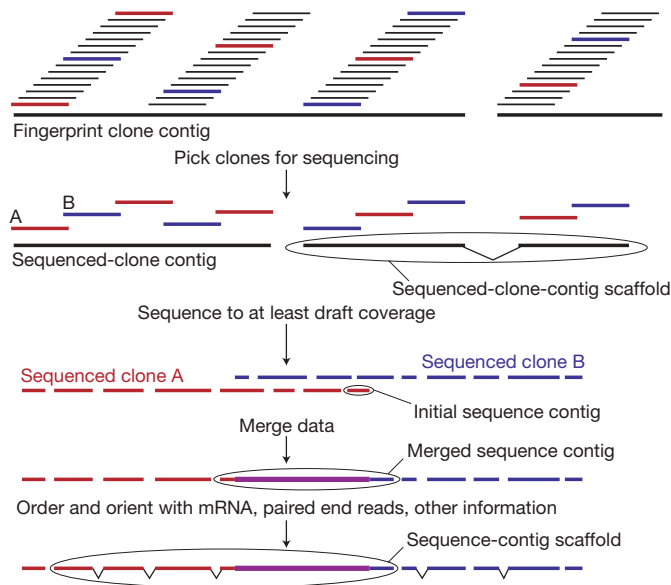 Fingerprint clone contig
Pick clones for sequencing
A
B
Sequenced-clone contig
Sequenced-clone-contig scaffold
Sequence to at least draft coverage
Sequenced clone A
Sequenced clone B
Initial sequence contig
Merge data
Merged sequence contig
Order and orient with mRNA, paired end reads, other information
Sequence-contig scaffold